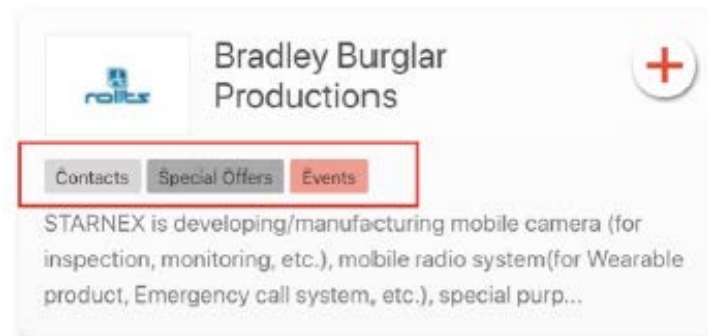 Bradley Burglar
Productions
rollts
Contacts Special Offers Events
STARNEX is developing/manufacturing mobile camera (for
inspection, monitoring, etc.), molbile radio system(for Wearable
product, Emergency call system, etc.), special purp...